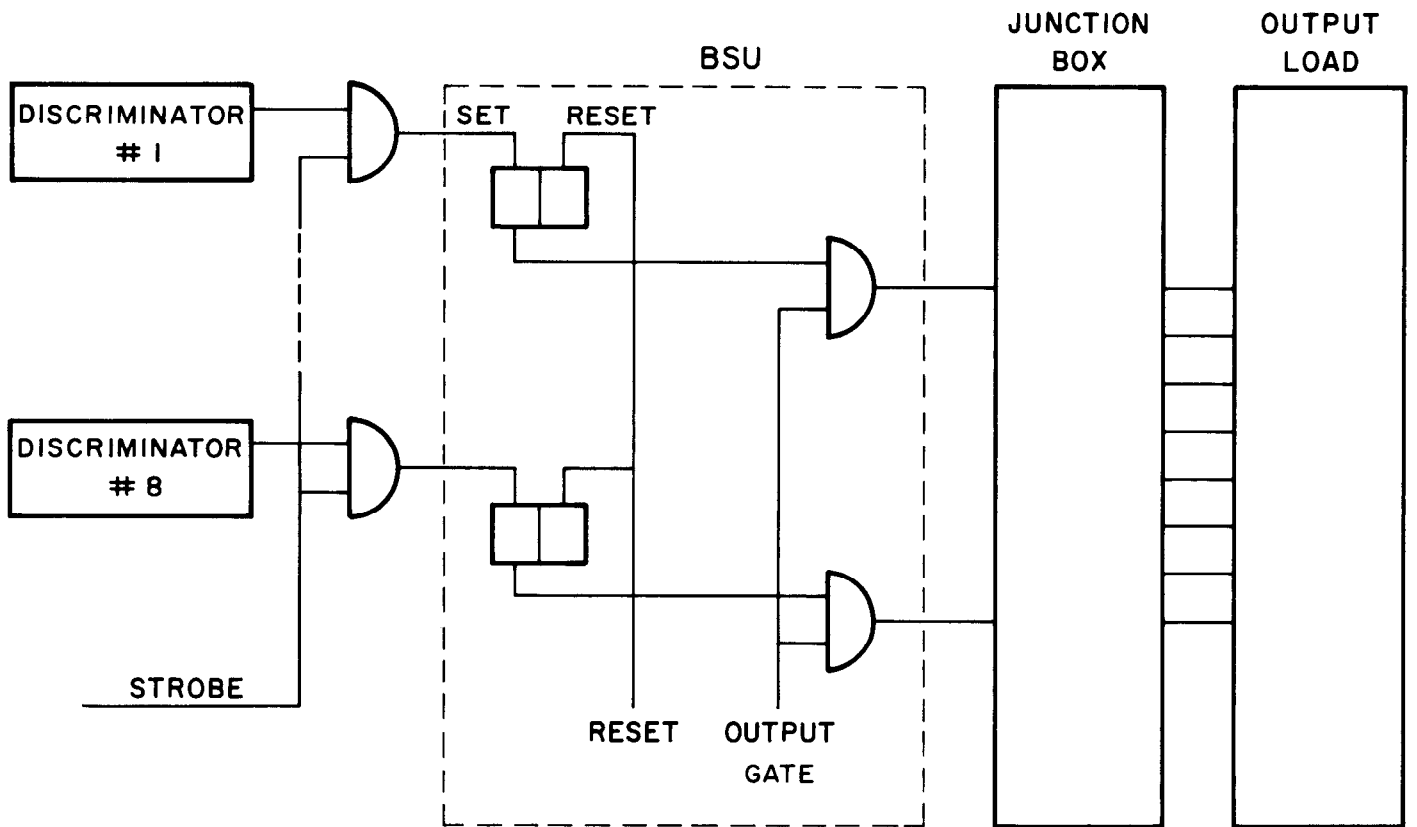 JUNCTION
BOX
OUTPUT
LOAD
BSU
DISCRIMINATOR
# 1
SET
RESET
DISCRIMINATOR
# 8
STROBE
RESET
OUTPUT
GATE